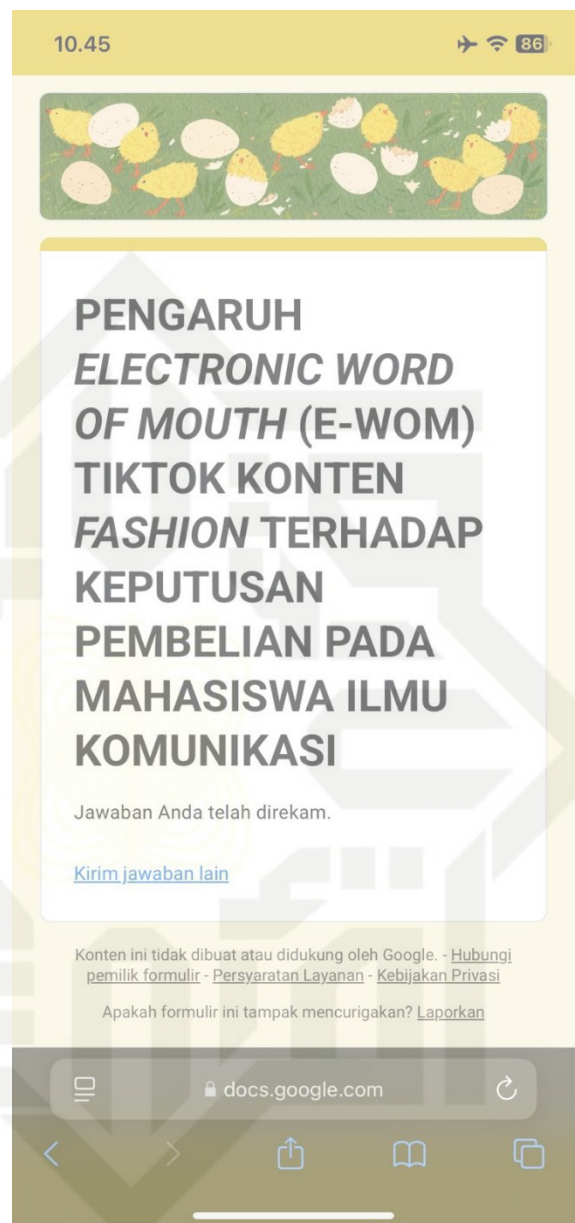 10.45
86
PENGARUH
ELECTRONIC WORD
OF MOUTH (E-WOM)
TIKTOK KONTEN
FASHION TERHADAP
KEPUTUSAN
PEMBELIAN PADA
MAHASISWA ILMU
KOMUNIKASI
Jawaban Anda telah direkam.
Kirim jawaban lain
Konten ini tidak dibuat atau didukung oleh Google. - Hubungi
pemilik formulir - Persyaratan Layanan - Kebijakan Privasi
Apakah formulir ini tampak mencurigakan? Laporkan
docs.google.com